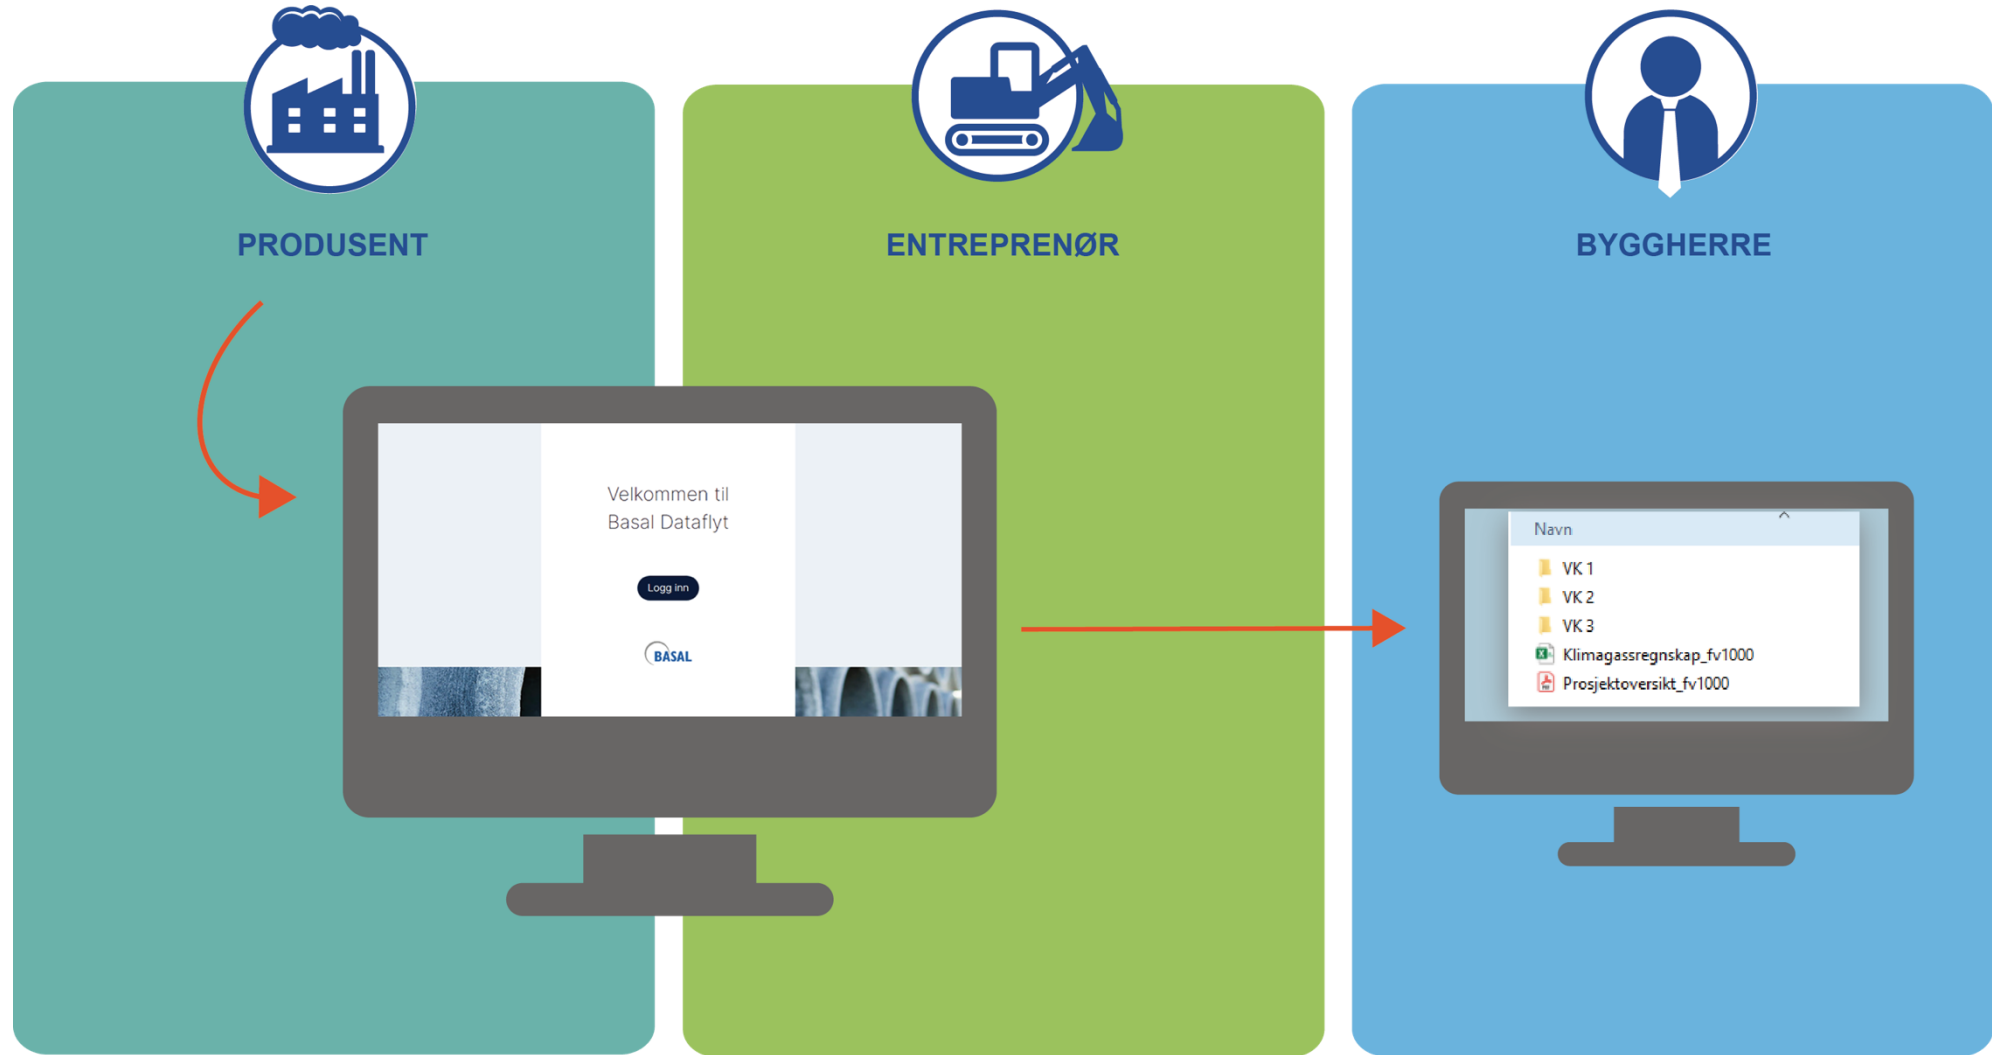 PRODUSENT
ENTREPRENØR
BYGGHERRE
Velkommen til
Basal Dataflyt
Logg inn
BASAL
Navn
VK 1
VK 2
VK 3
Klimagassregnskap_fv1000
Prosjektoversikt_fv1000